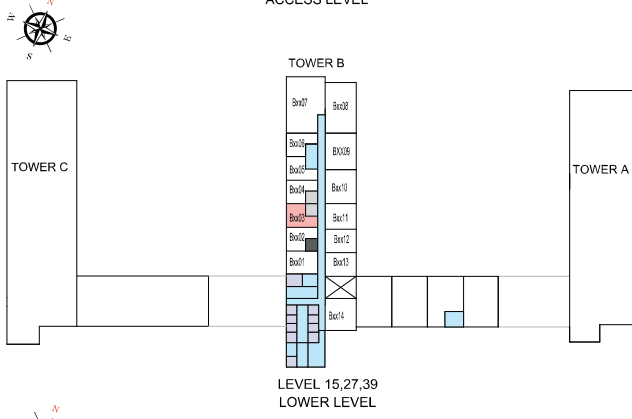 ACCESS LEVEL
N
W
E
S
TOWER B
Bxx07
Bxx08
Bxx06
BXX09
Bxx05
TOWER C
TOWER A
Bxx04
Bxx10
Bxx03
Bxx11
Bxx02
Bxx12
Bxx01
Bxx13
Bxx14
LEVEL 15,27,39
LOWER LEVEL
N